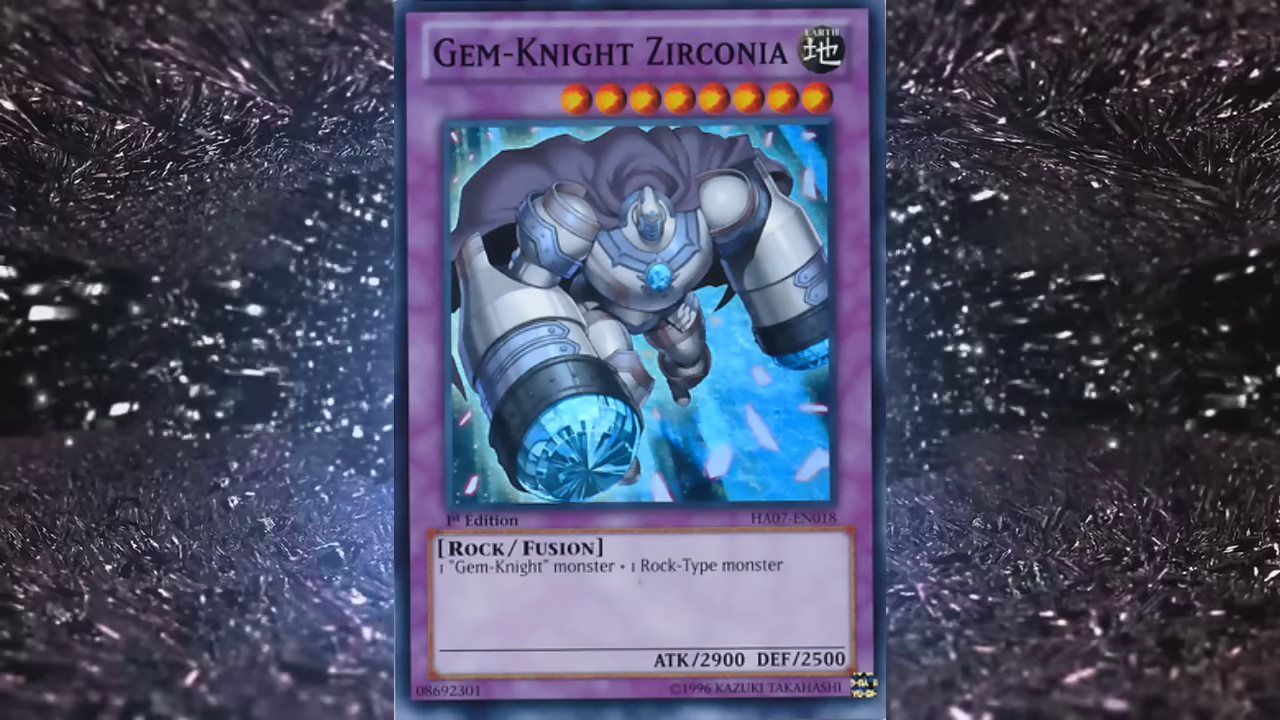 Gem-Knight Zirconia
EARTH
地
1st Edition
HA07-EN018
[Rock/Fusion]
1 "Gem-Knight" monster + 1 Rock-Type monster
ATK/2900 DEF/2500
08692301
©1996 KAZUKI TAKAHASHI